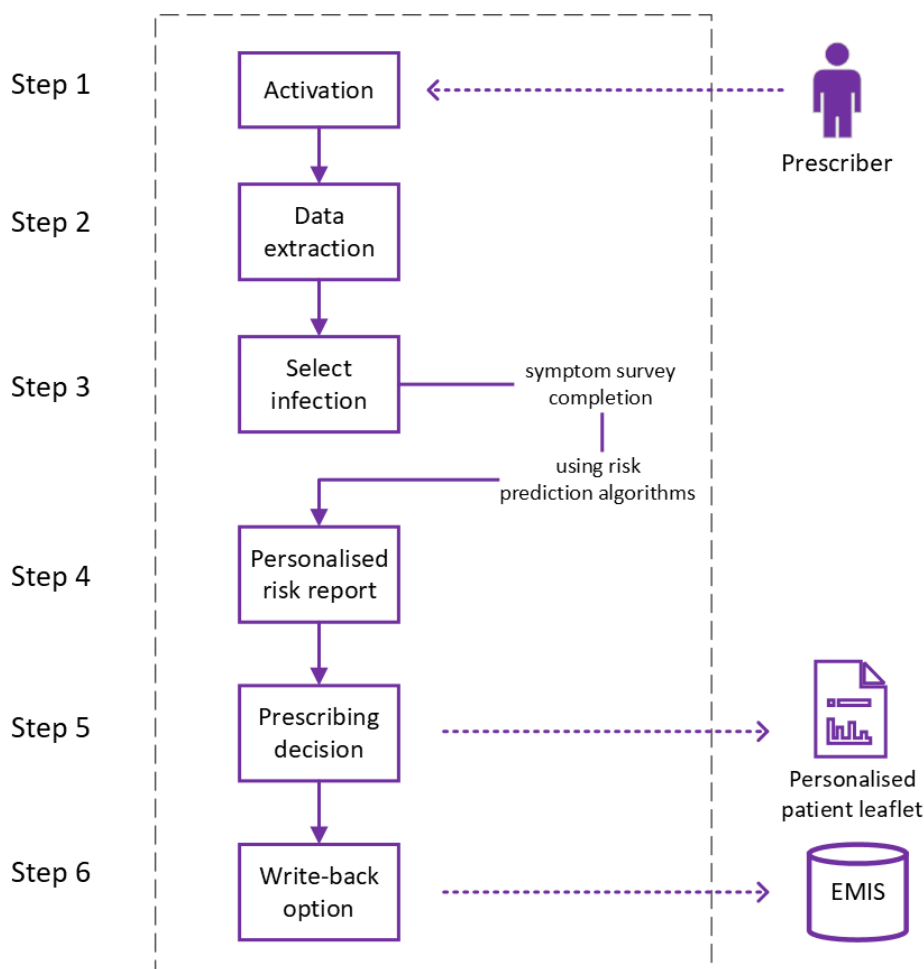 Step 1
Activation
Prescriber
Step 2
Data
extraction
Step 3
Select
infection
symptom survey
completion
using risk
prediction algorithms
Step 4
Personalised
risk report
Step 5
Prescribing
decision
Personalised
patient leaflet
Step 6
Write-back
option
EMIS